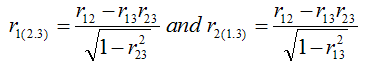 r₁₍₂.₃₎ = (r₁₂ − r₁₃r₂₃) / √(1 − r₂₃²) and r₂₍₁.₃₎ = (r₁₂ − r₁₃r₂₃) / √(1 − r₁₃²)